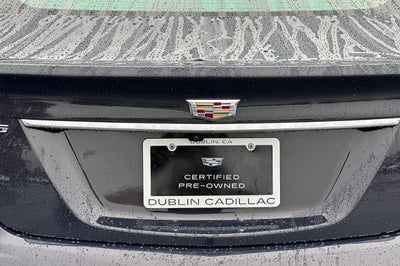 DUBLIN, CA
CERTIFIED
PRE-OWNED
DUBLIN CADILLAC